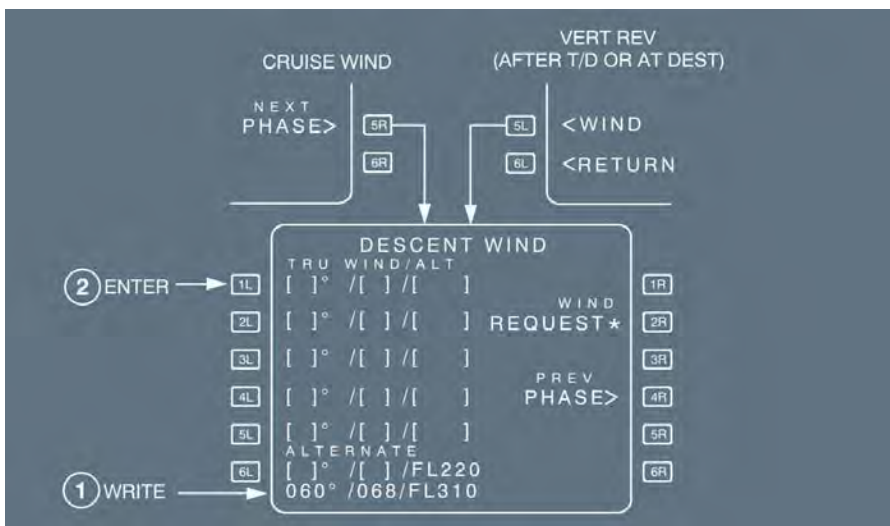 CRUISE WIND
VERT REV
(AFTER T/D OR AT DEST)
NEXT
PHASE> 5R
6R
5L <WIND
6L <RETURN
DESCENT WIND
TRU WIND/ALT
2 ENTER 1L [ ]° /[ ] /[ ] 1R
WIND
2L [ ]° /[ ] /[ ] REQUEST* 2R
3L [ ]° /[ ] /[ ] 3R
PREV
4L [ ]° /[ ] /[ ] PHASE> 4R
5L [ ]° /[ ] /[ ] 5R
ALTERNATE
6L [ ]° /[ ] /FL220 6R
1 WRITE 060° /068/FL310